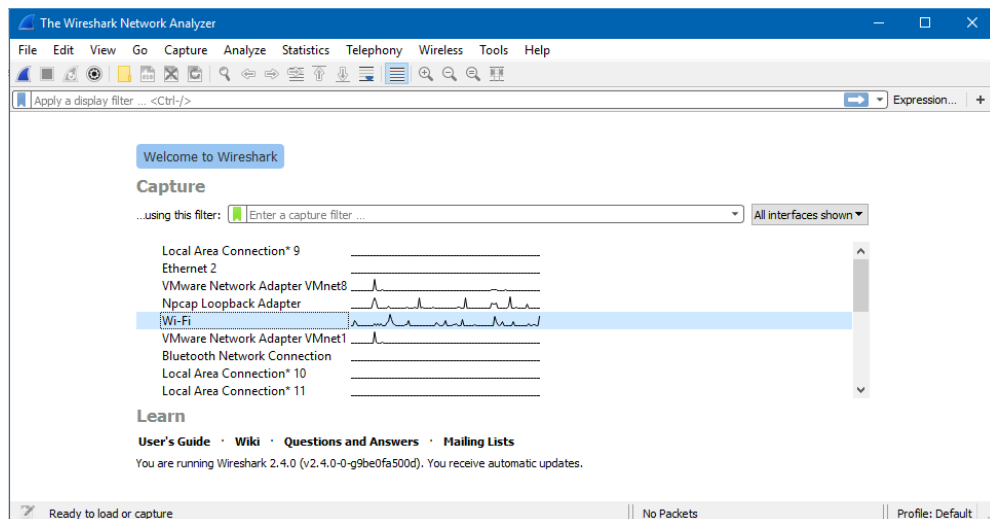 The Wireshark Network Analyzer
File Edit View Go Capture Analyze Statistics Telephony Wireless Tools Help
Apply a display filter ... <Ctrl-/> Expression... +
Welcome to Wireshark
Capture
...using this filter: Enter a capture filter ... All interfaces shown
Local Area Connection* 9
Ethernet 2
VMware Network Adapter VMnet8
Npcap Loopback Adapter
Wi-Fi
VMware Network Adapter VMnet1
Bluetooth Network Connection
Local Area Connection* 10
Local Area Connection* 11
Learn
User's Guide · Wiki · Questions and Answers · Mailing Lists
You are running Wireshark 2.4.0 (v2.4.0-0-g9be0fa500d). You receive automatic updates.
Ready to load or capture No Packets Profile: Default